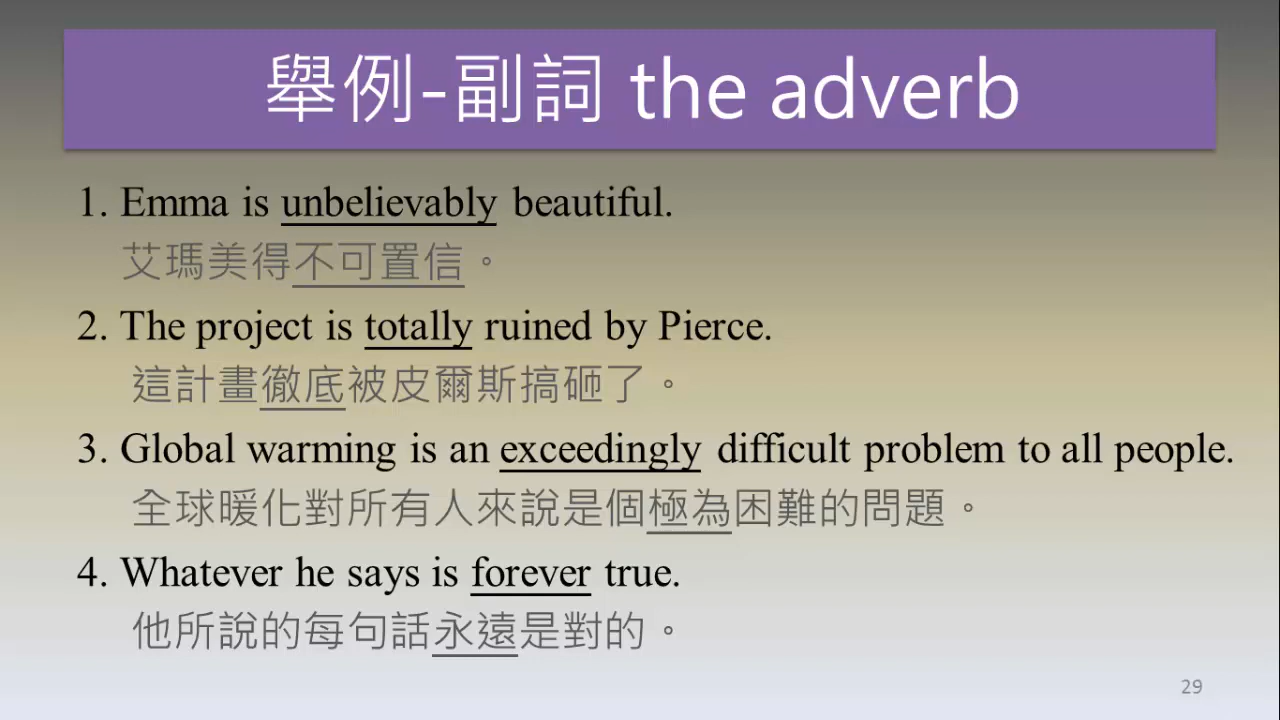 舉例-副詞 the adverb
1. Emma is unbelievably beautiful.
艾瑪美得不可置信。
2. The project is totally ruined by Pierce.
這計畫徹底被皮爾斯搞砸了。
3. Global warming is an exceedingly difficult problem to all people.
全球暖化對所有人來說是個極為困難的問題。
4. Whatever he says is forever true.
他所說的每句話永遠是對的。
29